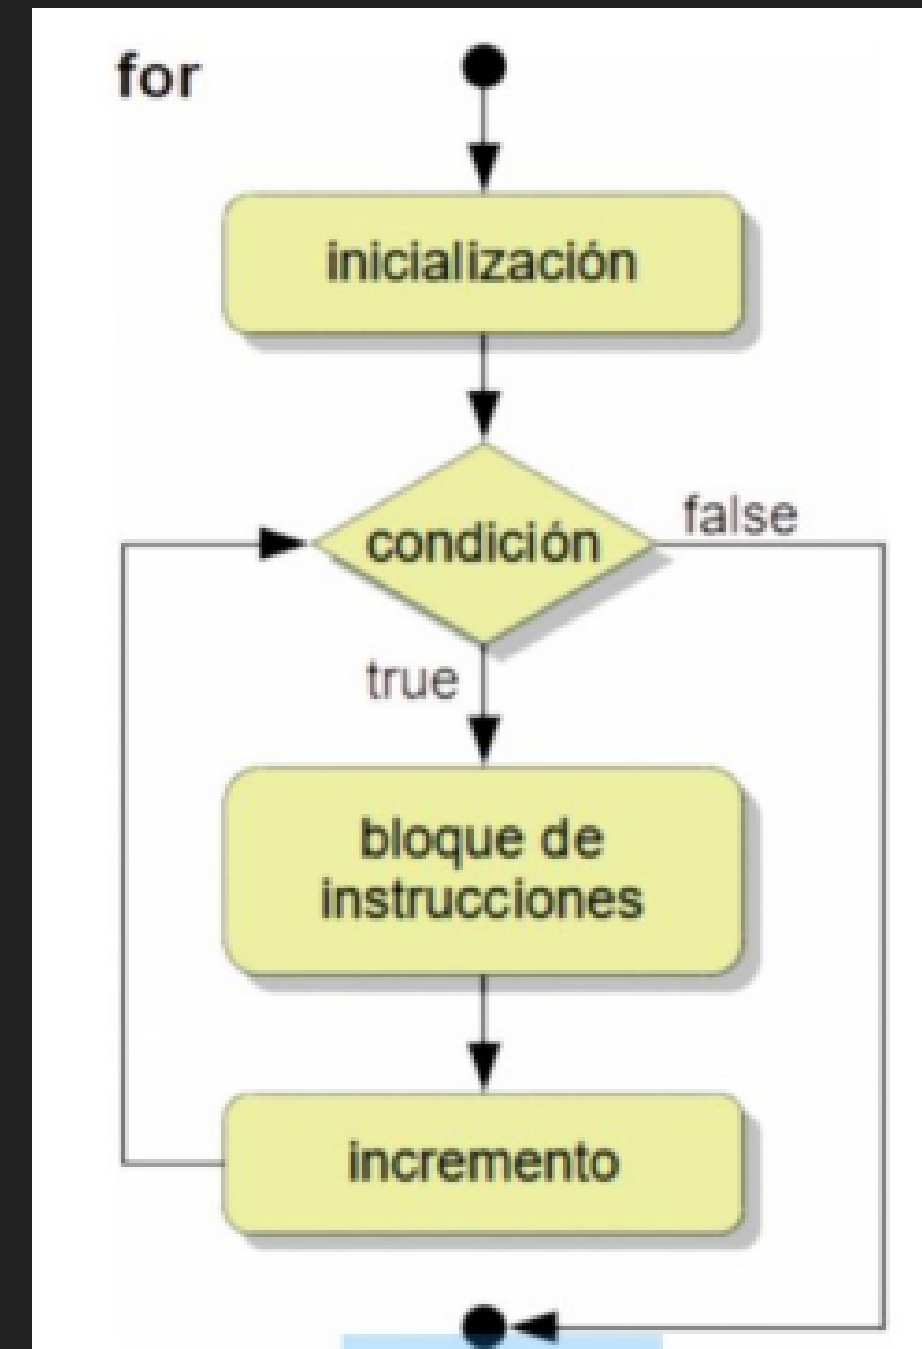 for
inicialización
condición
false
true
bloque de
instrucciones
incremento